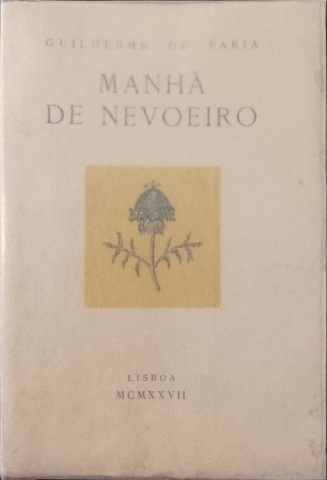 GUILHERME DE FARIA
MANHÃ
DE NEVOEIRO
LISBOA
MCMXXVII